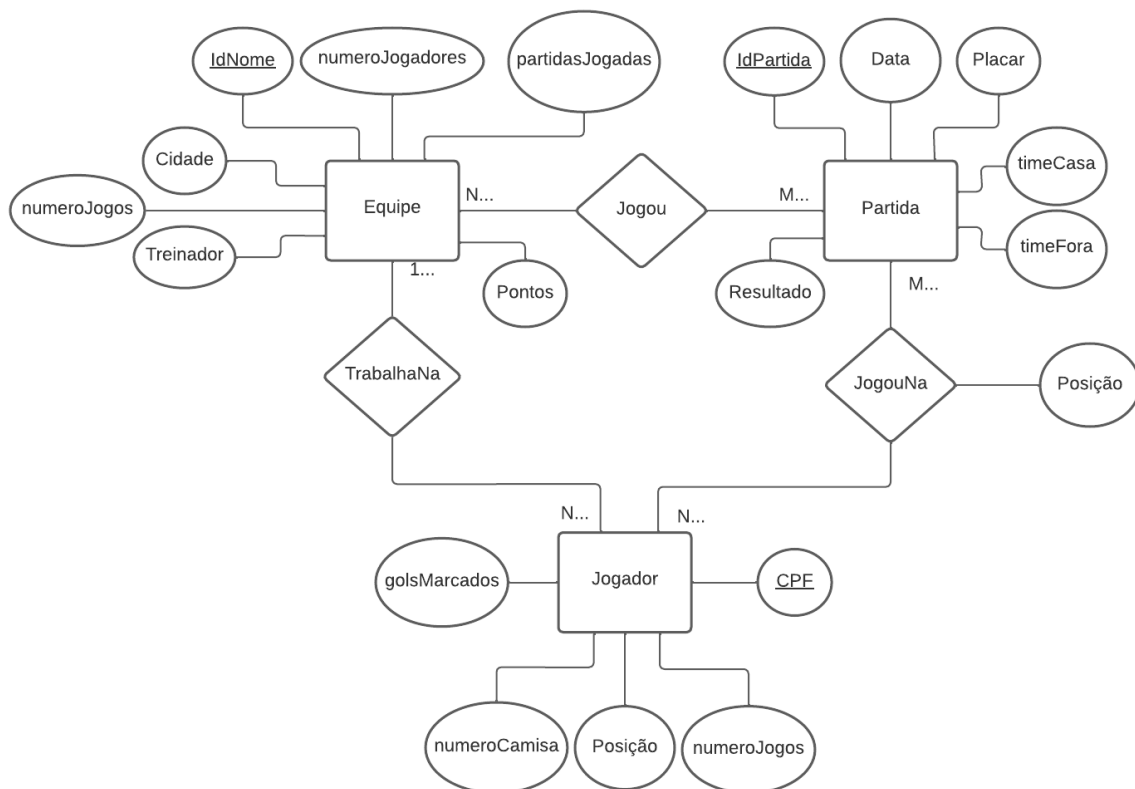 IdNome
numeroJogadores
partidasJogadas
IdPartida
Data
Placar
Cidade
timeCasa
numeroJogos
Equipe
N...
Jogou
M...
Partida
Treinador
timeFora
1...
Pontos
Resultado
M...
TrabalhaNa
JogouNa
Posição
N...
N...
golsMarcados
Jogador
CPF
numeroCamisa
Posição
numeroJogos